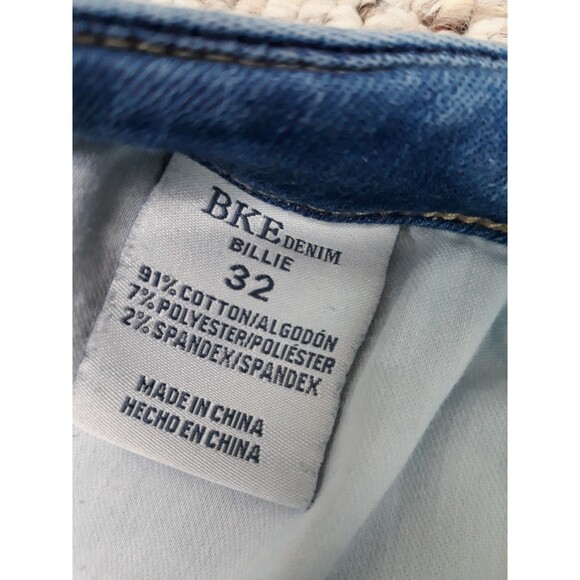 BKE DENIM
BILLIE
32
91% COTTON/ALGODÓN
7% POLYESTER/POLIÉSTER
2% SPANDEX/SPANDEX
MADE IN CHINA
HECHO EN CHINA